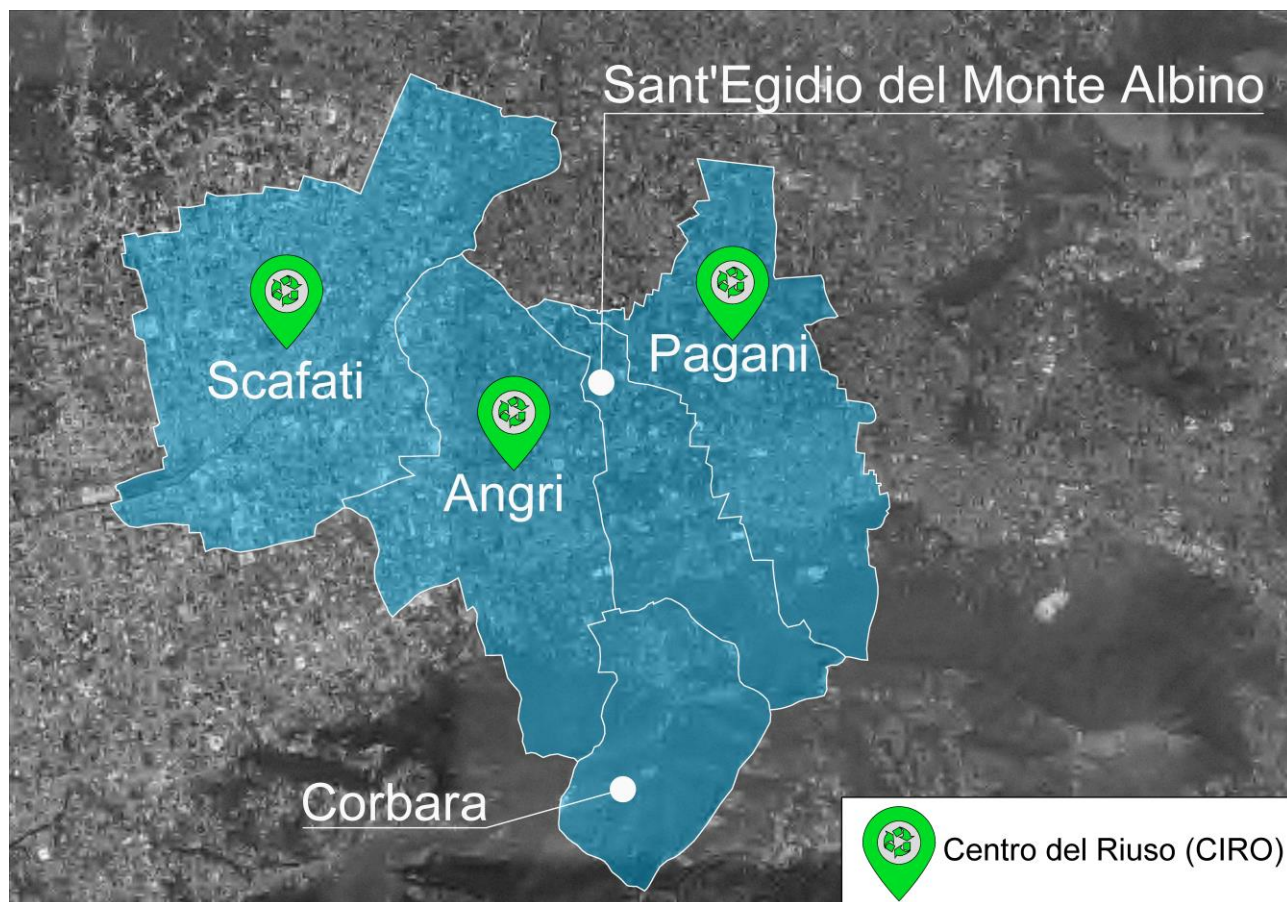 Sant'Egidio del Monte Albino
Pagani
Scafati
Angri
Corbara
Centro del Riuso (CIRO)